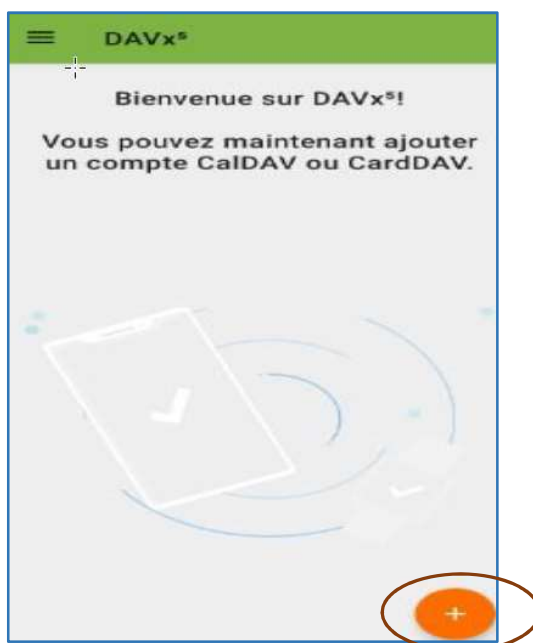 DAVx⁵
Bienvenue sur DAVx⁵!
Vous pouvez maintenant ajouter
un compte CalDAV ou CardDAV.
+